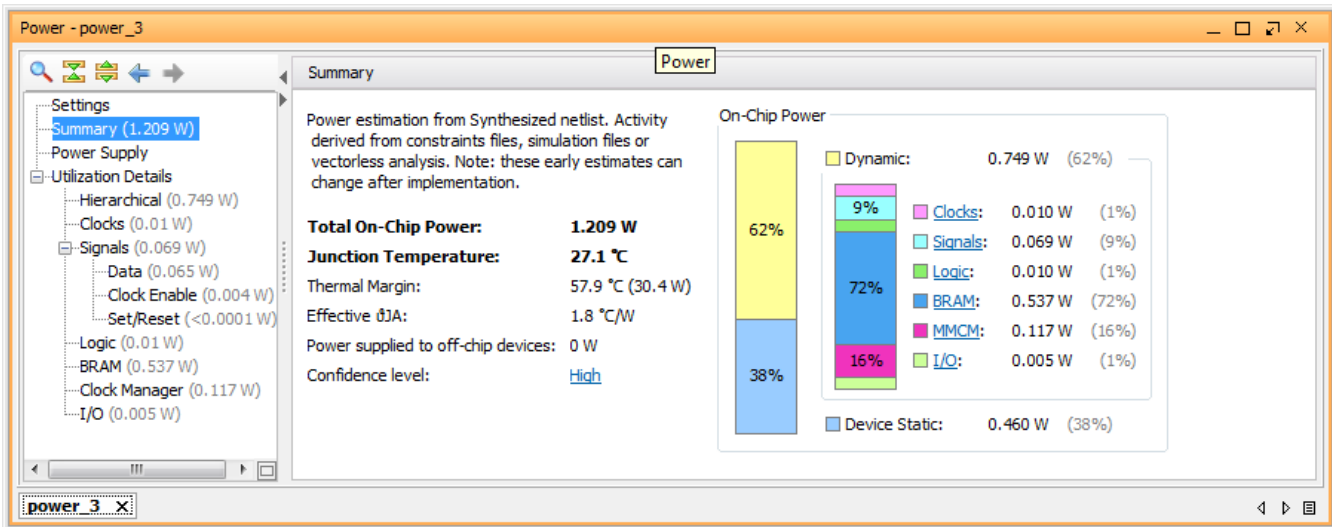 Power - power_3
Power
Summary
Settings
Summary (1.209 W)
Power Supply
Utilization Details
Hierarchical (0.749 W)
Clocks (0.01 W)
Signals (0.069 W)
Data (0.065 W)
Clock Enable (0.004 W)
Set/Reset (<0.0001 W)
Logic (0.01 W)
BRAM (0.537 W)
Clock Manager (0.117 W)
I/O (0.005 W)
Power estimation from Synthesized netlist. Activity
derived from constraints files, simulation files or
vectorless analysis. Note: these early estimates can
change after implementation.
Total On-Chip Power: 1.209 W
Junction Temperature: 27.1 °C
Thermal Margin: 57.9 °C (30.4 W)
Effective ϑJA: 1.8 °C/W
Power supplied to off-chip devices: 0 W
Confidence level: High
On-Chip Power
62%
38%
Dynamic: 0.749 W (62%)
9%
72%
16%
Clocks: 0.010 W (1%)
Signals: 0.069 W (9%)
Logic: 0.010 W (1%)
BRAM: 0.537 W (72%)
MMCM: 0.117 W (16%)
I/O: 0.005 W (1%)
Device Static: 0.460 W (38%)
power_3